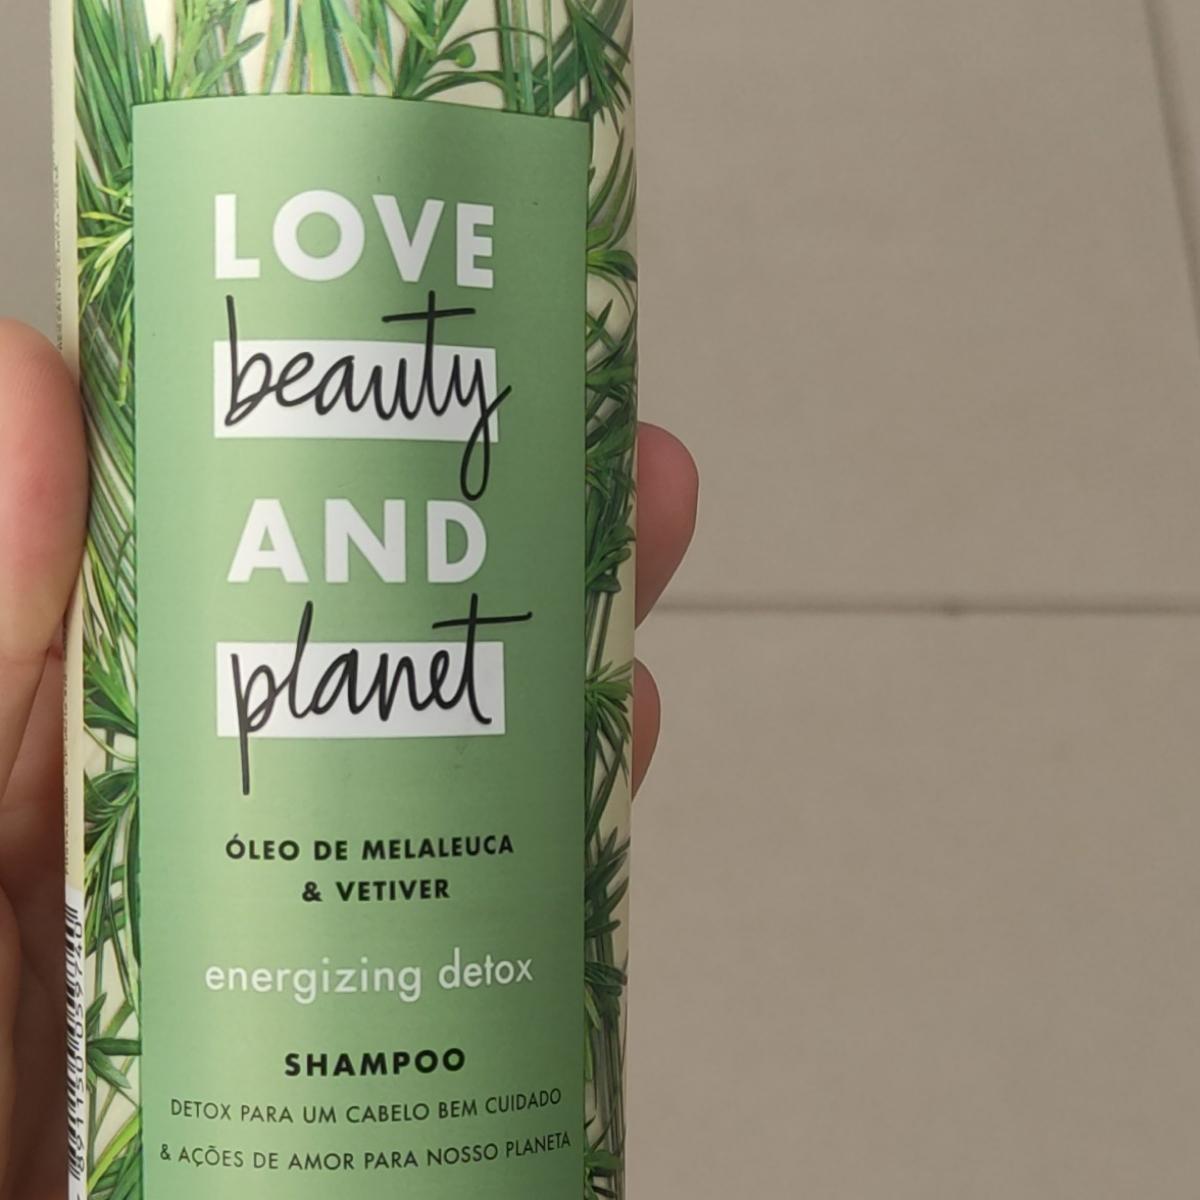 LOVE
beauty
AND
planet
ÓLEO DE MELALEUCA
& VETIVER
energizing detox
SHAMPOO
DETOX PARA UM CABELO BEM CUIDADO
& AÇÕES DE AMOR PARA NOSSO PLANETA